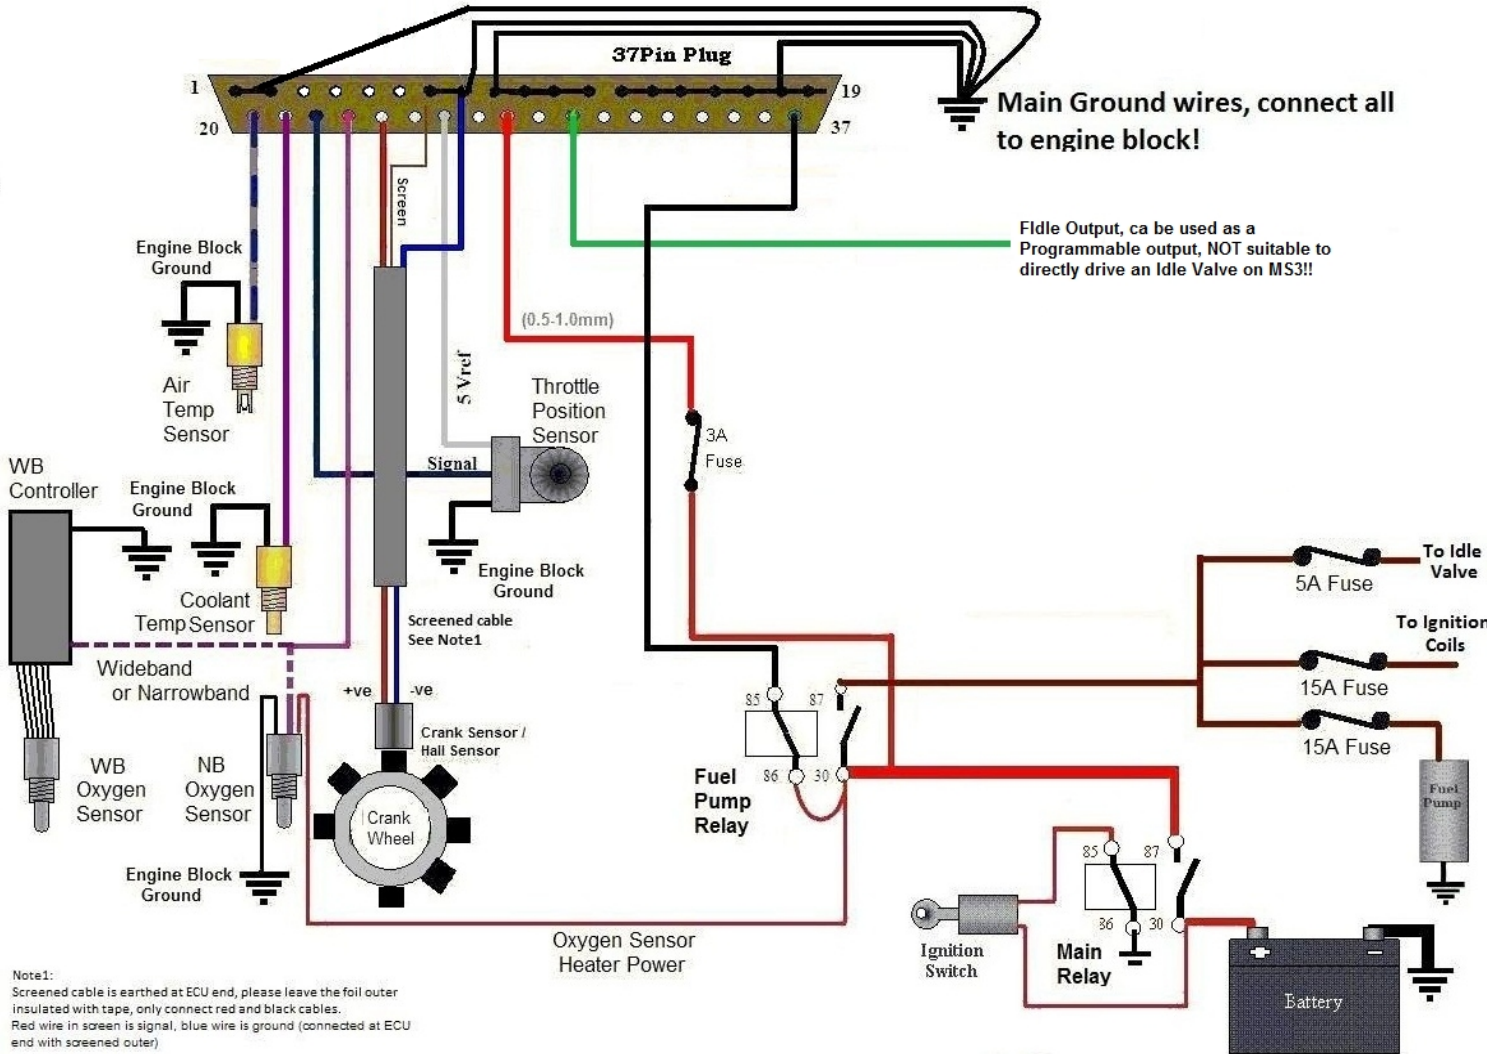 37Pin Plug
1
19
20
37
Main Ground wires, connect all
to engine block!
Screen
FIdle Output, ca be used as a
Programmable output, NOT suitable to
directly drive an Idle Valve on MS3!!
Engine Block
Ground
(0.5-1.0mm)
5 Vref
Air
Temp
Sensor
Throttle
Position
Sensor
3A
Fuse
Signal
WB
Controller
Engine Block
Ground
Engine Block
Ground
To Idle
Valve
5A Fuse
Coolant
Temp Sensor
Screened cable
See Note1
To Ignition
Coils
Wideband
or Narrowband
+ve
-ve
15A Fuse
85
87
Crank Sensor /
Hall Sensor
15A Fuse
WB
Oxygen
Sensor
NB
Oxygen
Sensor
86
30
Fuel
Pump
Relay
Fuel
Pump
Crank
Wheel
85
87
Engine Block
Ground
86
30
Oxygen Sensor
Heater Power
Ignition
Switch
Main
Relay
+
-
Battery
Note1:
Screened cable is earthed at ECU end, please leave the foil outer
insulated with tape, only connect red and black cables.
Red wire in screen is signal, blue wire is ground (connected at ECU
end with screened outer)